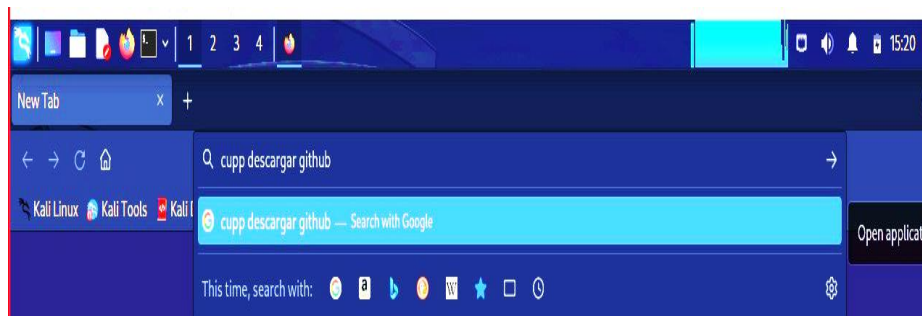 1 2 3 4 15:20
New Tab
cupp descargar github
Kali Linux Kali Tools Kali
cupp descargar github — Search with Google
Open applicat
This time, search with: